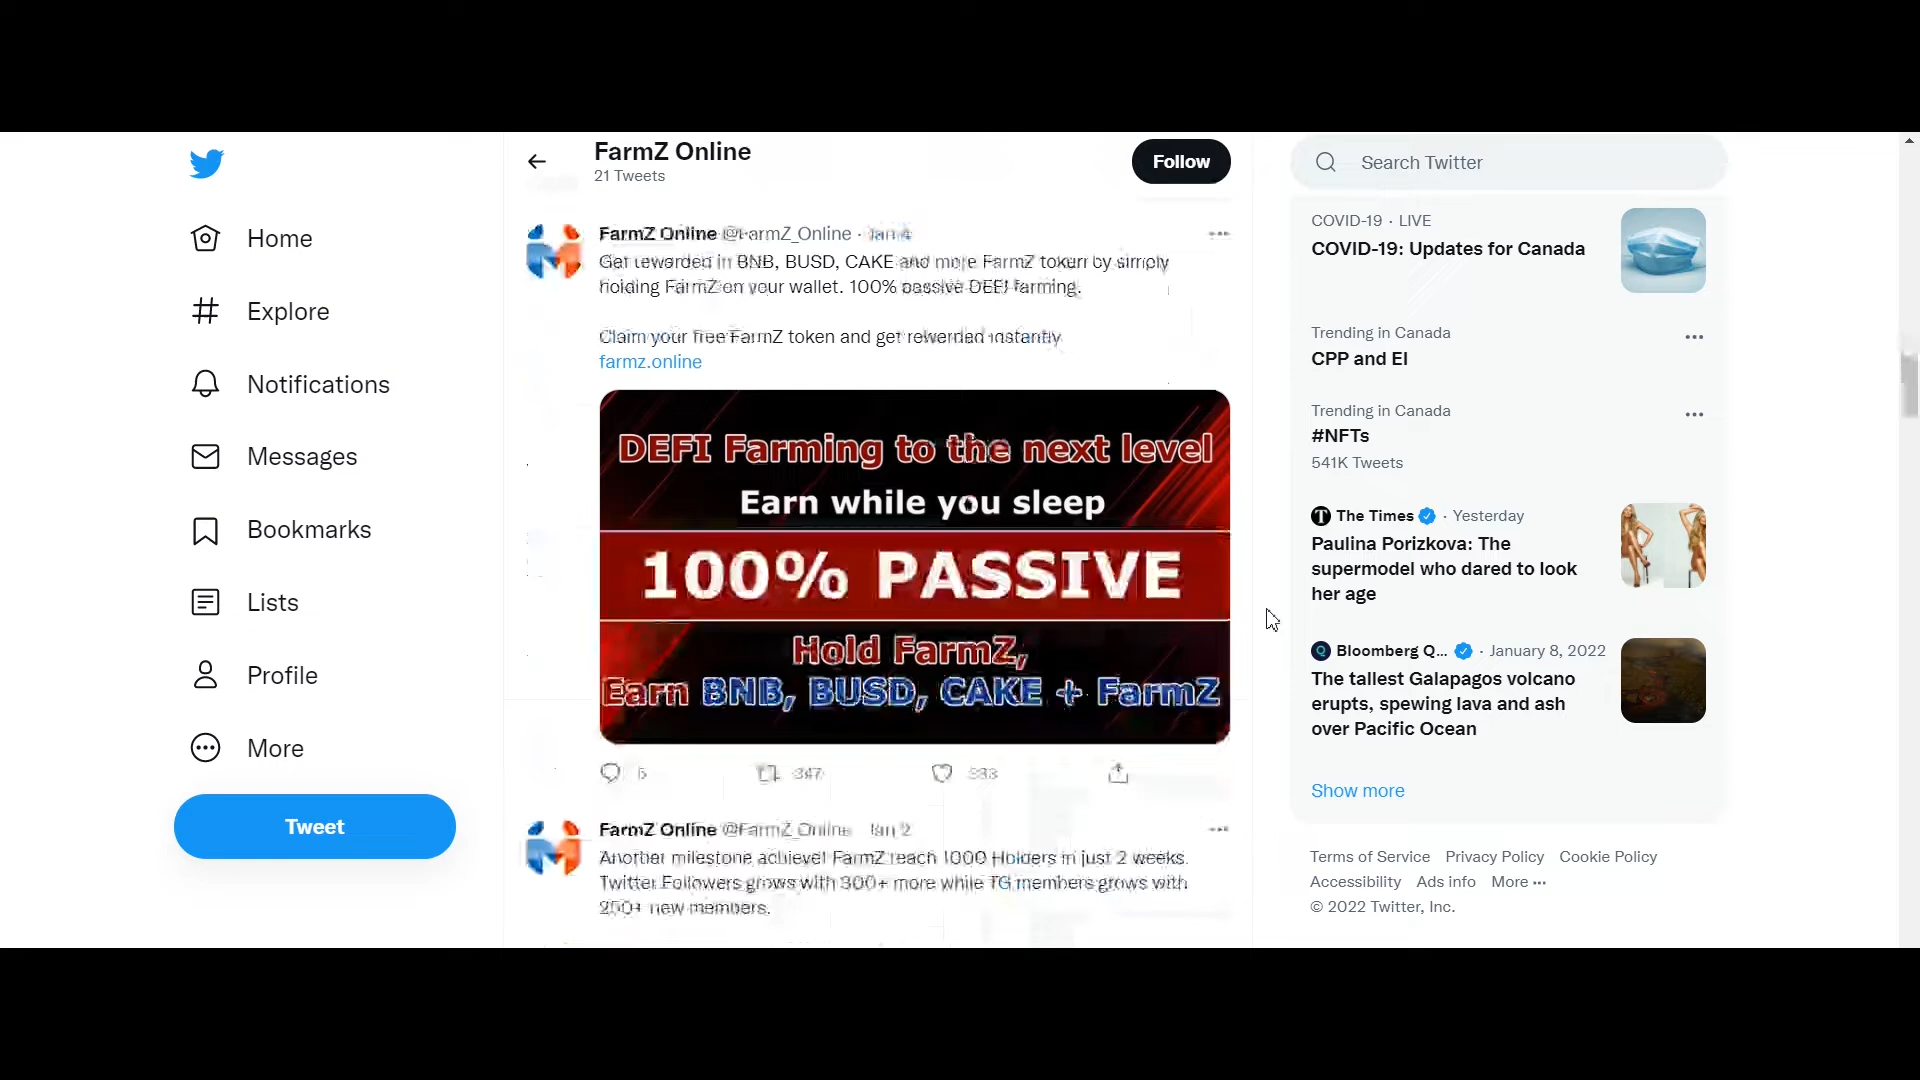 Home
Explore
Notifications
Messages
Bookmarks
Lists
Profile
More
Tweet
FarmZ Online
21 Tweets
Follow
FarmZ Online @FarmZ_Online · Jan 4
Get rewarded in BNB, BUSD, CAKE and more FarmZ token by simply
holding FarmZ on your wallet. 100% passive DEFI farming.
Claim your free FarmZ token and get rewarded instantly
farmz.online
DEFI Farming to the next level
Earn while you sleep
100% PASSIVE
Hold FarmZ,
Earn BNB, BUSD, CAKE + FarmZ
347
FarmZ Online @FarmZ_Online Jan 2
Another milestone achieve! FarmZ reach 1000 Holders in just 2 weeks.
Twitter Followers grows with 300+ more while TG members grows with
250+ new members.
Search Twitter
COVID-19 · LIVE
COVID-19: Updates for Canada
Trending in Canada
CPP and EI
Trending in Canada
#NFTs
541K Tweets
The Times · Yesterday
Paulina Porizkova: The
supermodel who dared to look
her age
Bloomberg Q... · January 8, 2022
The tallest Galapagos volcano
erupts, spewing lava and ash
over Pacific Ocean
Show more
Terms of Service Privacy Policy Cookie Policy
Accessibility Ads info More ···
© 2022 Twitter, Inc.